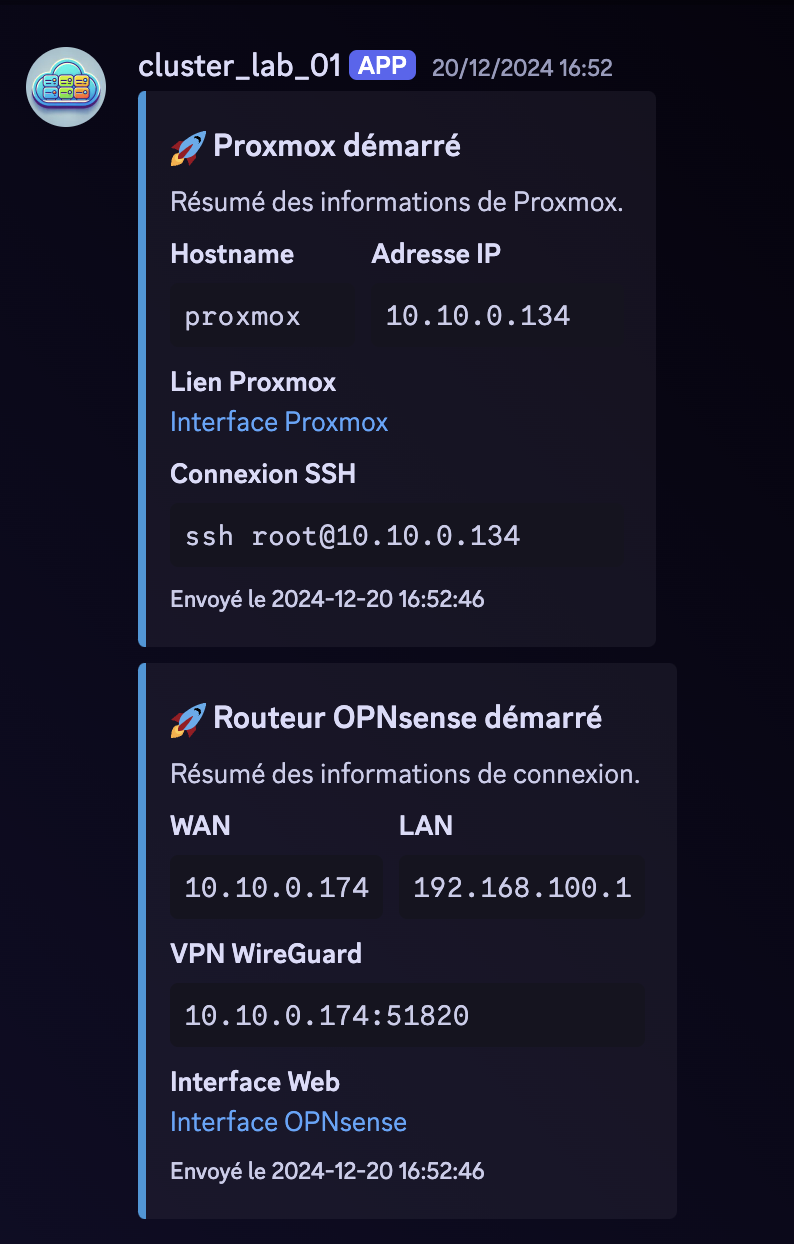 cluster_lab_01 APP 20/12/2024 16:52
Proxmox démarré
Résumé des informations de Proxmox.
Hostname Adresse IP
proxmox 10.10.0.134
Lien Proxmox
Interface Proxmox
Connexion SSH
ssh root@10.10.0.134
Envoyé le 2024-12-20 16:52:46
Routeur OPNsense démarré
Résumé des informations de connexion.
WAN LAN
10.10.0.174 192.168.100.1
VPN WireGuard
10.10.0.174:51820
Interface Web
Interface OPNsense
Envoyé le 2024-12-20 16:52:46